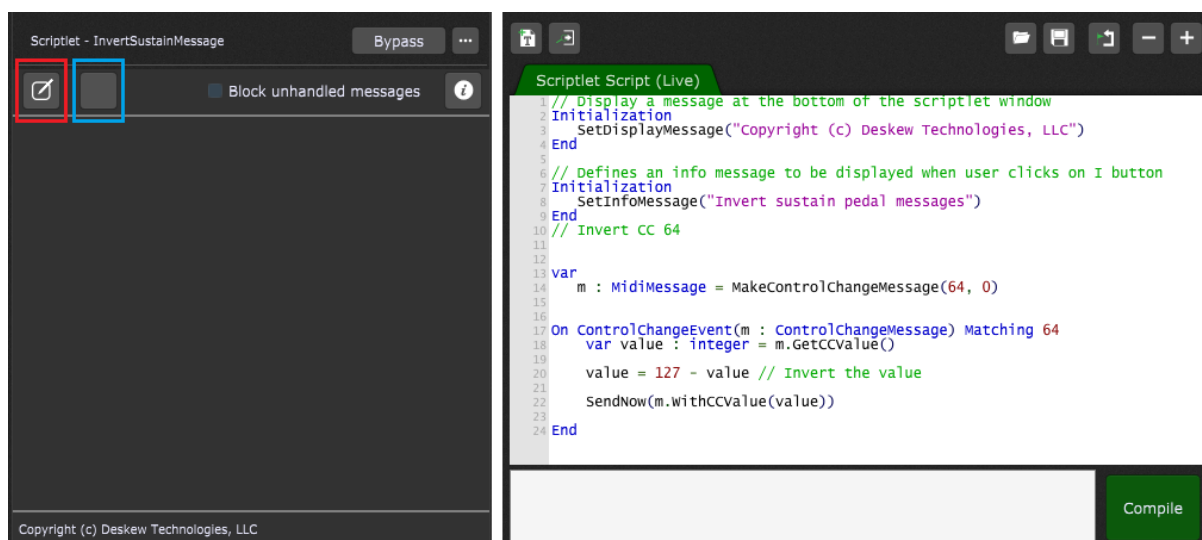 Scriptlet - InvertSustainMessage
Bypass
...
Block unhandled messages
i
Copyright (c) Deskew Technologies, LLC
T
Scriptlet Script (Live)
1 // Display a message at the bottom of the scriptlet window
2 Initialization
3 SetDisplayMessage("Copyright (c) Deskew Technologies, LLC")
4 End
5
6 // Defines an info message to be displayed when user clicks on I button
7 Initialization
8 SetInfoMessage("Invert sustain pedal messages")
9 End
10 // Invert CC 64
11
12
13 var
14 m : MidiMessage = MakeControlChangeMessage(64, 0)
15
16
17 On ControlChangeEvent(m : ControlChangeMessage) Matching 64
18 var value : integer = m.GetCCValue()
19
20 value = 127 - value // Invert the value
21
22 SendNow(m.WithCCValue(value))
23
24 End
Compile